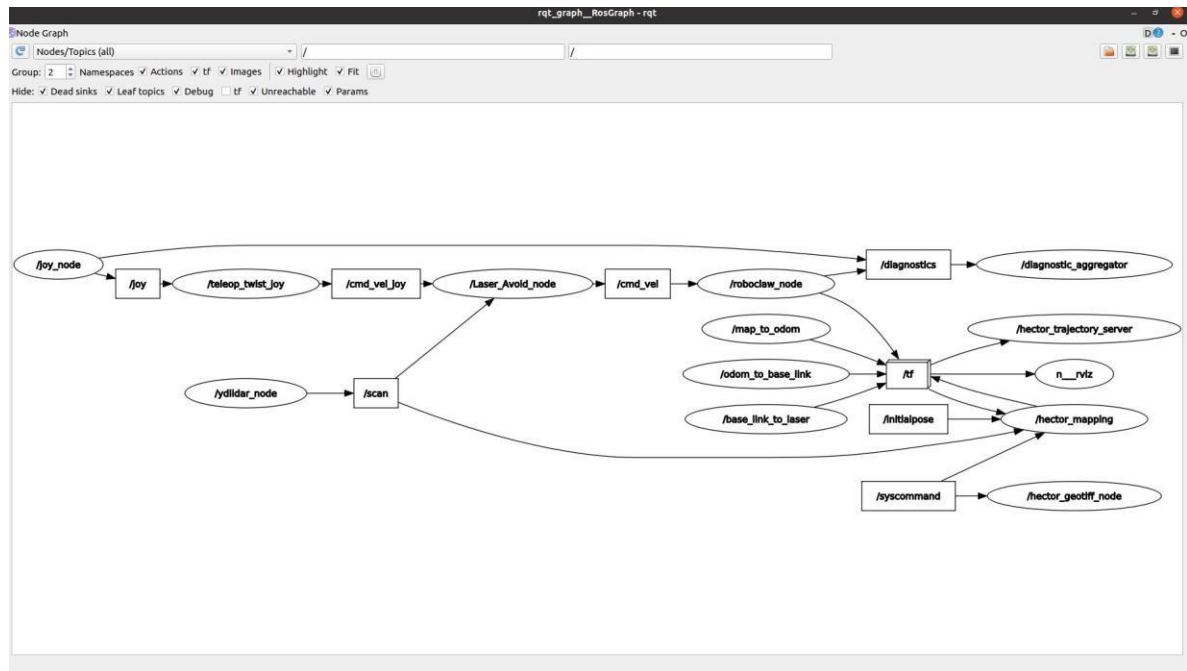 rqt_graph__RosGraph - rqt
Node Graph
D - O
Nodes/Topics (all) / /
Group: 2 Namespaces Actions tf Images Highlight Fit
Hide: Dead sinks Leaf topics Debug tf Unreachable Params
/joy_node
/joy
/teleop_twist_joy
/cmd_vel_joy
/Laser_Avoid_node
/cmd_vel
/roboclaw_node
/diagnostics
/diagnostic_aggregator
/map_to_odom
/hector_trajectory_server
/odom_to_base_link
/tf
n__rviz
/ydlidar_node
/scan
/base_link_to_laser
/initialpose
/hector_mapping
/syscommand
/hector_geotiff_node